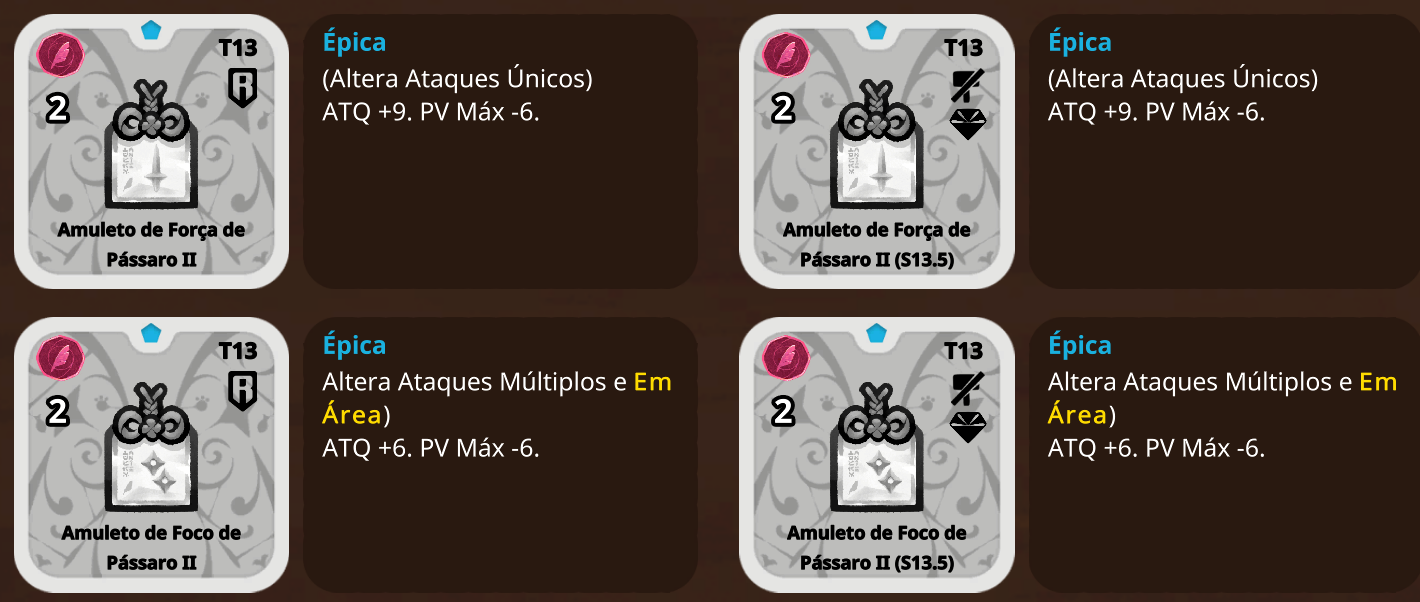 T13
2
Amuleto de Força de
Pássaro II
Épica
(Altera Ataques Únicos)
ATQ +9. PV Máx -6.
T13
2
Amuleto de Força de
Pássaro II (S13.5)
Épica
(Altera Ataques Únicos)
ATQ +9. PV Máx -6.
T13
R
2
Amuleto de Foco de
Pássaro II
Épica
Altera Ataques Múltiplos e Em
Área)
ATQ +6. PV Máx -6.
T13
2
Amuleto de Foco de
Pássaro II (S13.5)
Épica
Altera Ataques Múltiplos e Em
Área)
ATQ +6. PV Máx -6.